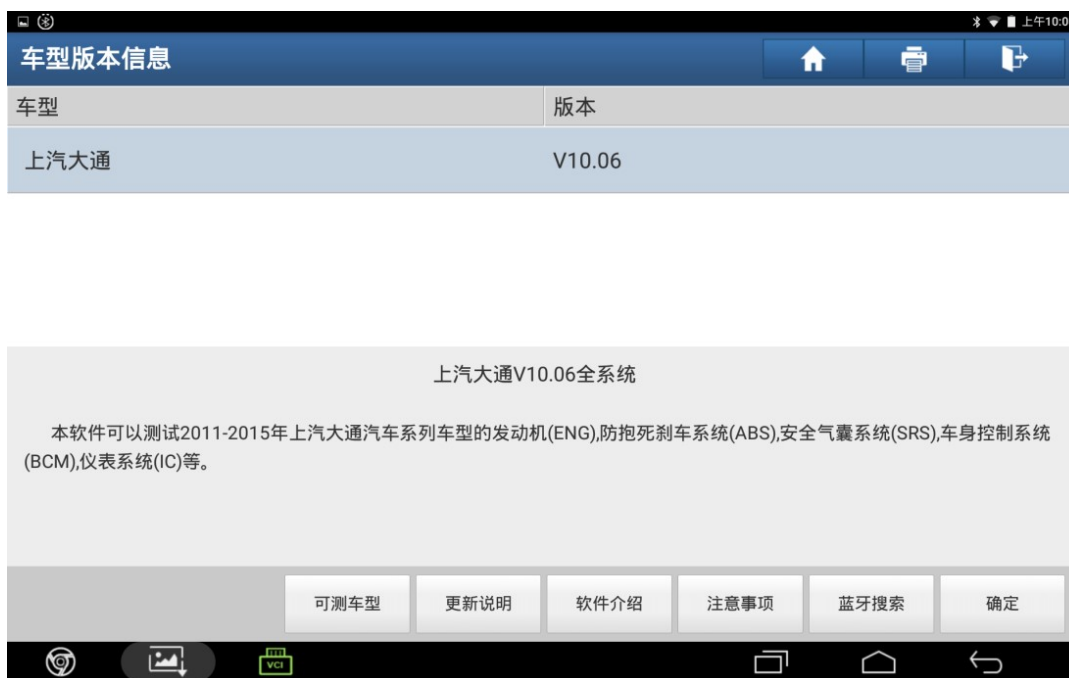 上午10:0
车型版本信息
车型 版本
上汽大通 V10.06
上汽大通V10.06全系统
本软件可以测试2011-2015年上汽大通汽车系列车型的发动机(ENG),防抱死刹车系统(ABS),安全气囊系统(SRS),车身控制系统
(BCM),仪表系统(IC)等。
可测车型 更新说明 软件介绍 注意事项 蓝牙搜索 确定
VCI